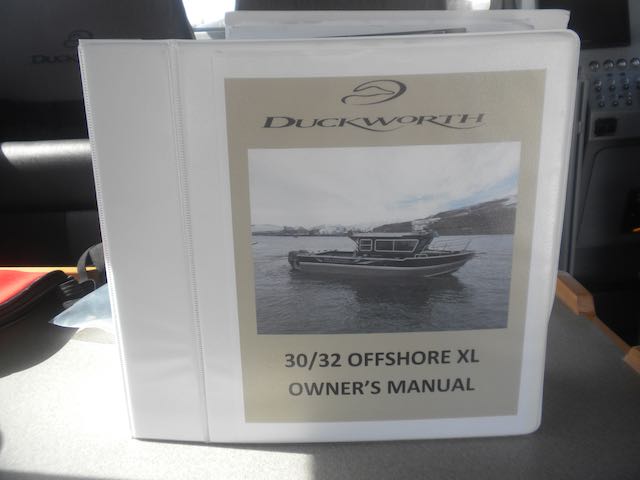 DUCKWORTH
30/32 OFFSHORE XL
OWNER'S MANUAL